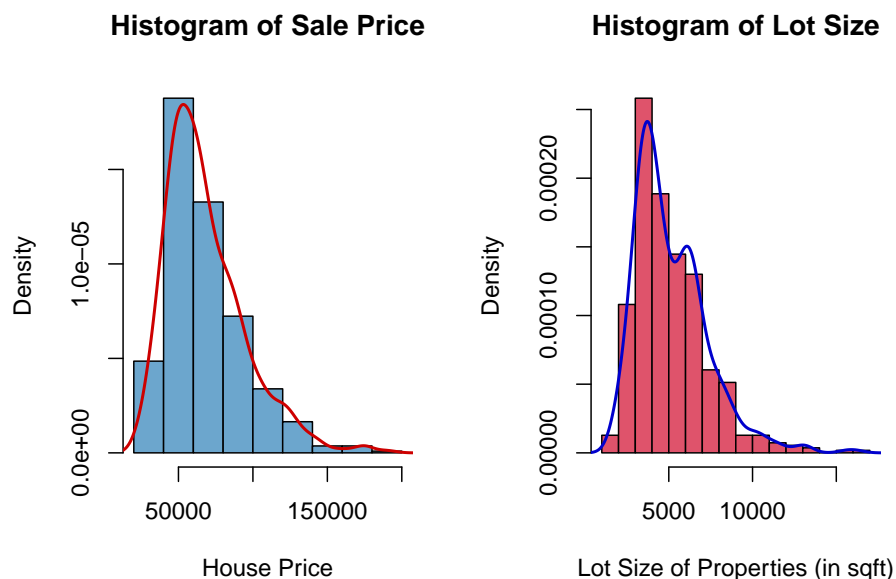 Histogram of Sale Price
Density
0.0e+00
1.0e−05
50000
150000
House Price
Histogram of Lot Size
Density
0.00000
0.00010
0.00020
5000
10000
Lot Size of Properties (in sqft)